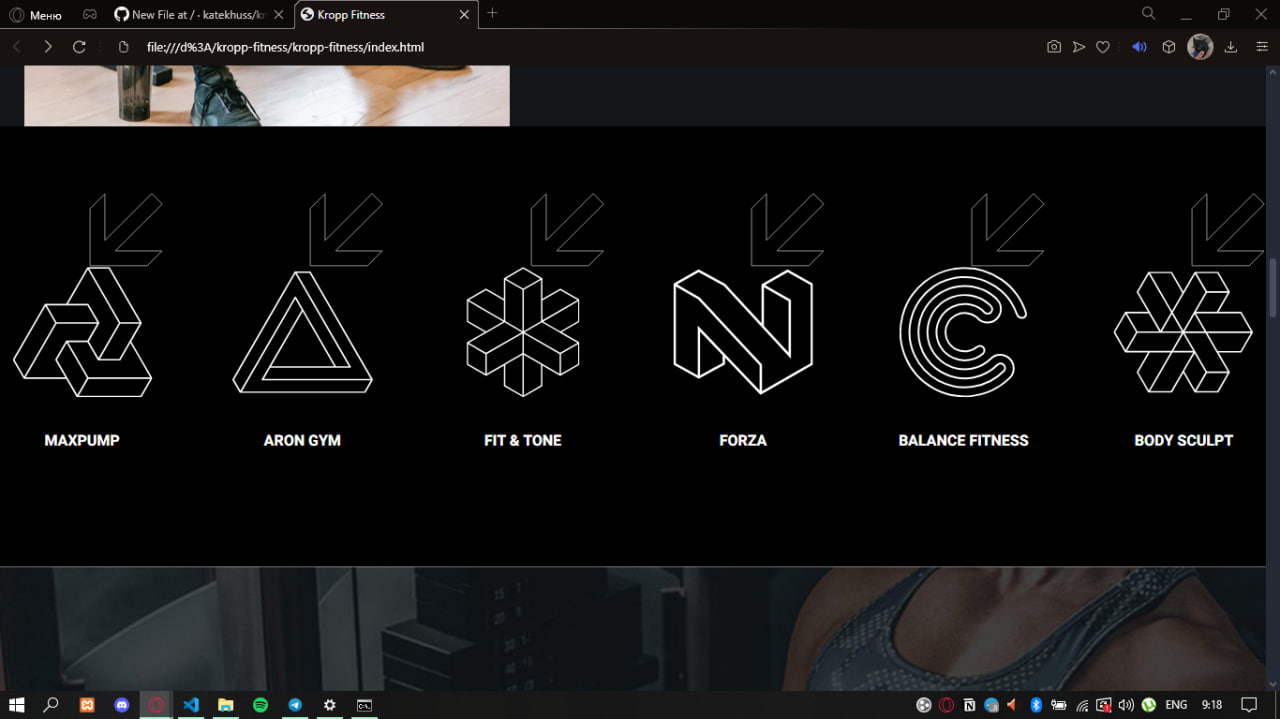 Меню
New File at / · katekhuss/kr
Kropp Fitness
file:///d%3A/kropp-fitness/kropp-fitness/index.html
MAXPUMP
ARON GYM
FIT & TONE
FORZA
BALANCE FITNESS
BODY SCULPT
ENG
9:18